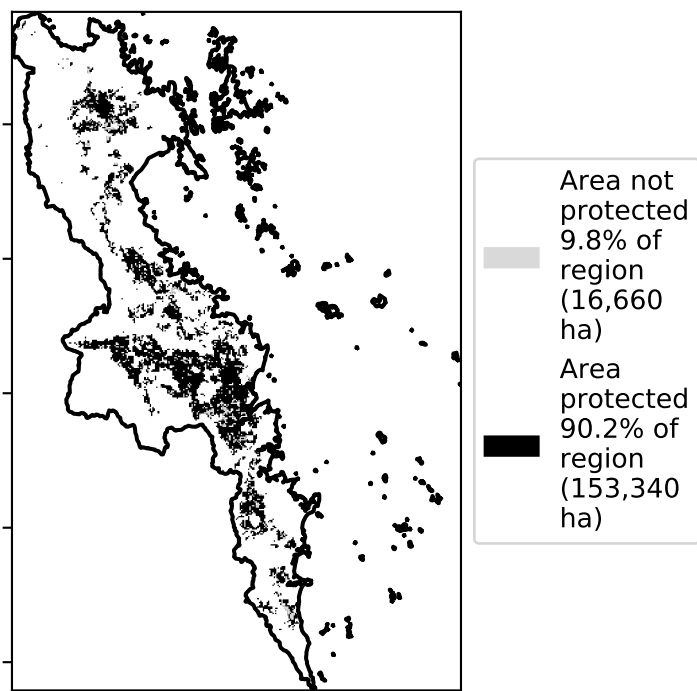 Area not
protected
9.8% of
region
(16,660
ha)
Area
protected
90.2% of
region
(153,340
ha)